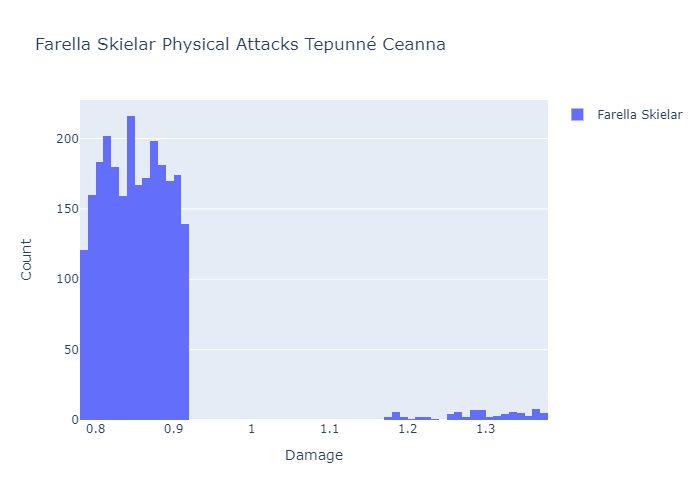 Farella Skielar Physical Attacks Tepunné Ceanna
Farella Skielar
200
150
100
50
0
Count
0.8 0.9 1 1.1 1.2 1.3
Damage